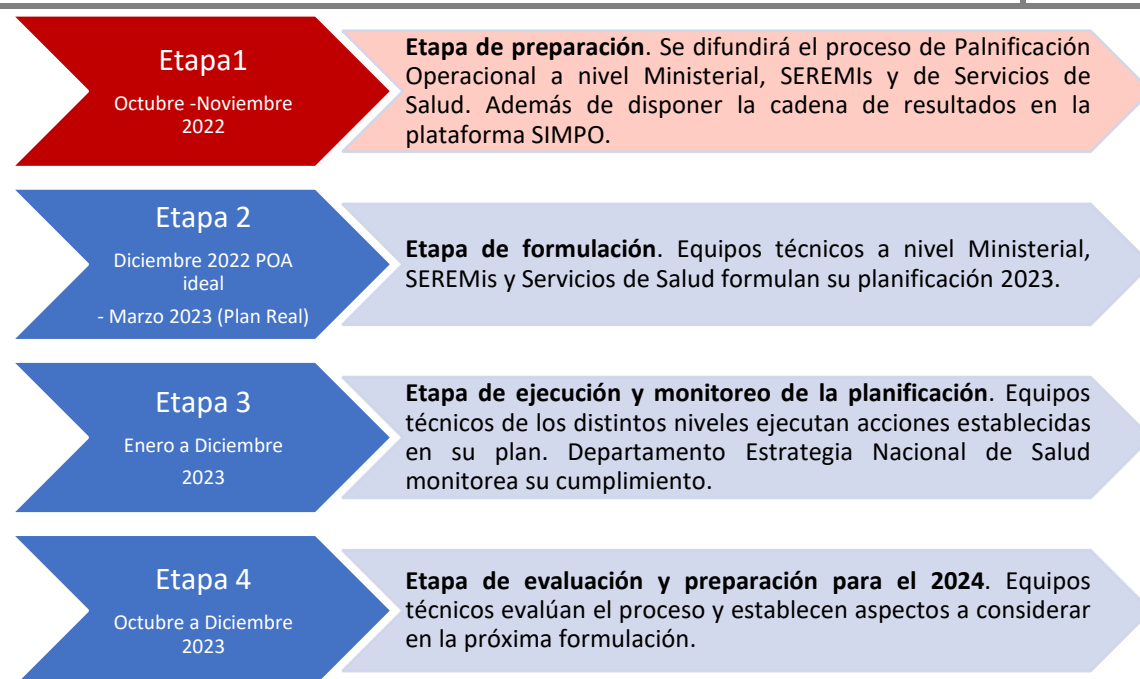 Etapa1
Octubre -Noviembre
2022
Etapa de preparación. Se difundirá el proceso de Palnificación
Operacional a nivel Ministerial, SEREMIs y de Servicios de
Salud. Además de disponer la cadena de resultados en la
plataforma SIMPO.
Etapa 2
Diciembre 2022 POA
ideal
- Marzo 2023 (Plan Real)
Etapa de formulación. Equipos técnicos a nivel Ministerial,
SEREMis y Servicios de Salud formulan su planificación 2023.
Etapa 3
Enero a Diciembre
2023
Etapa de ejecución y monitoreo de la planificación. Equipos
técnicos de los distintos niveles ejecutan acciones establecidas
en su plan. Departamento Estrategia Nacional de Salud
monitorea su cumplimiento.
Etapa 4
Octubre a Diciembre
2023
Etapa de evaluación y preparación para el 2024. Equipos
técnicos evalúan el proceso y establecen aspectos a considerar
en la próxima formulación.